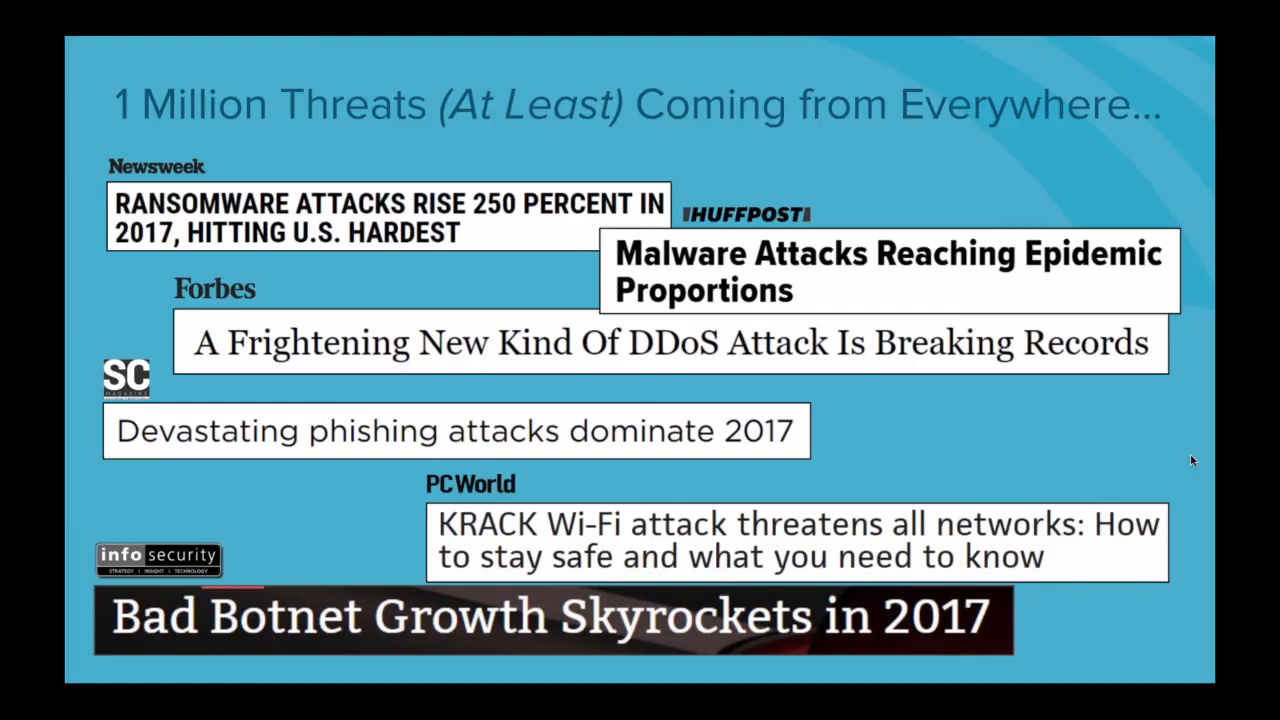 1 Million Threats (At Least) Coming from Everywhere...
Newsweek
RANSOMWARE ATTACKS RISE 250 PERCENT IN
2017, HITTING U.S. HARDEST
HUFFPOST
Malware Attacks Reaching Epidemic
Proportions
Forbes
A Frightening New Kind Of DDoS Attack Is Breaking Records
SC
MAGAZINE
Devastating phishing attacks dominate 2017
PCWorld
KRACK Wi-Fi attack threatens all networks: How
to stay safe and what you need to know
info security
STRATEGY | INSIGHT | TECHNOLOGY
Bad Botnet Growth Skyrockets in 2017